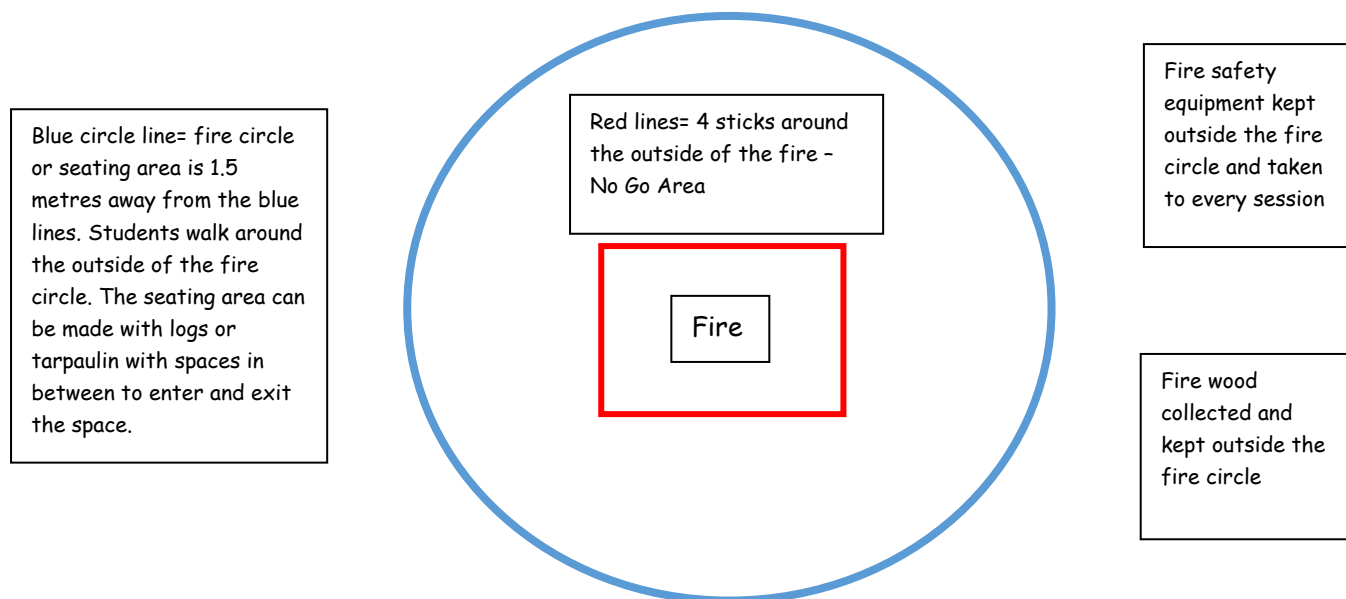 Blue circle line= fire circle
or seating area is 1.5
metres away from the blue
lines. Students walk around
the outside of the fire
circle. The seating area can
be made with logs or
tarpaulin with spaces in
between to enter and exit
the space.
Red lines= 4 sticks around
the outside of the fire –
No Go Area
Fire
Fire safety
equipment kept
outside the fire
circle and taken
to every session
Fire wood
collected and
kept outside the
fire circle